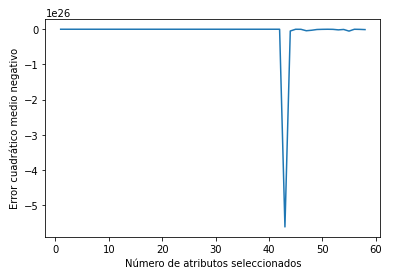 1e26
0
−1
−2
−3
−4
−5
Error cuadrático medio negativo
0 10 20 30 40 50 60
Número de atributos seleccionados